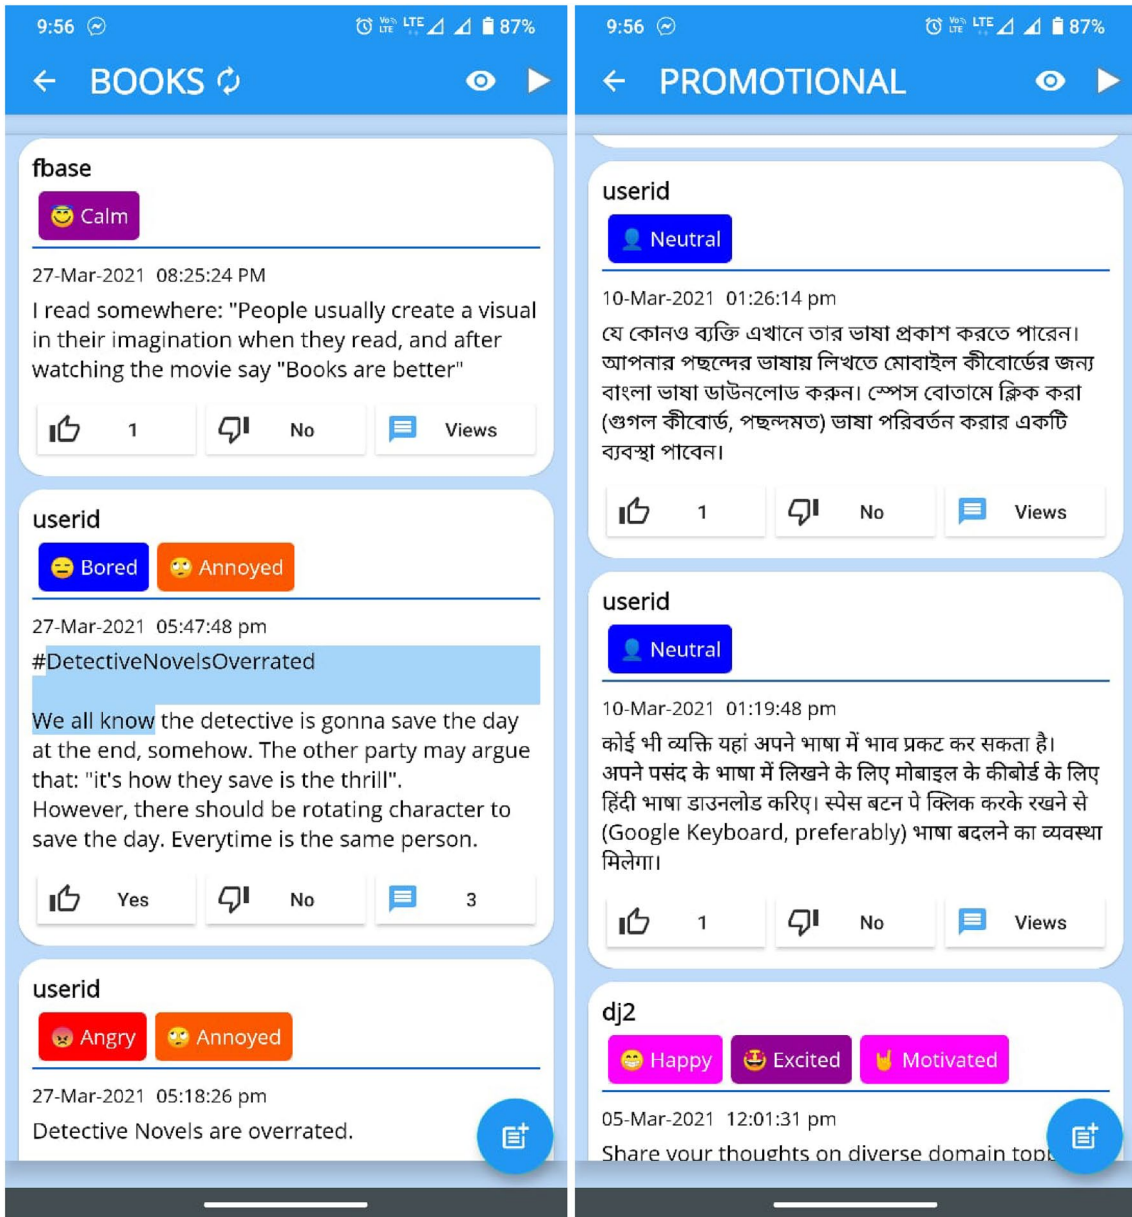 9:56
Vo)) LTE LTE 87%
BOOKS
fbase
Calm
27-Mar-2021 08:25:24 PM
I read somewhere: "People usually create a visual
in their imagination when they read, and after
watching the movie say "Books are better"
1 No Views
userid
Bored Annoyed
27-Mar-2021 05:47:48 pm
#DetectiveNovelsOverrated
We all know the detective is gonna save the day
at the end, somehow. The other party may argue
that: "it's how they save is the thrill".
However, there should be rotating character to
save the day. Everytime is the same person.
Yes No 3
userid
Angry Annoyed
27-Mar-2021 05:18:26 pm
Detective Novels are overrated.
9:56
Vo)) LTE LTE 87%
PROMOTIONAL
userid
Neutral
10-Mar-2021 01:26:14 pm
যে কোনও ব্যক্তি এখানে তার ভাষা প্রকাশ করতে পারেন।
আপনার পছন্দের ভাষায় লিখতে মোবাইল কীবোর্ডের জন্য
বাংলা ভাষা ডাউনলোড করুন। স্পেস বোতামে ক্লিক করা
(গুগল কীবোর্ড, পছন্দমত) ভাষা পরিবর্তন করার একটি
ব্যবস্থা পাবেন।
1 No Views
userid
Neutral
10-Mar-2021 01:19:48 pm
कोई भी व्यक्ति यहां अपने भाषा में भाव प्रकट कर सकता है।
अपने पसंद के भाषा में लिखने के लिए मोबाइल के कीबोर्ड के लिए
हिंदी भाषा डाउनलोड करिए। स्पेस बटन पे क्लिक करके रखने से
(Google Keyboard, preferably) भाषा बदलने का व्यवस्था
मिलेगा।
1 No Views
dj2
Happy Excited Motivated
05-Mar-2021 12:01:31 pm
Share your thoughts on diverse domain